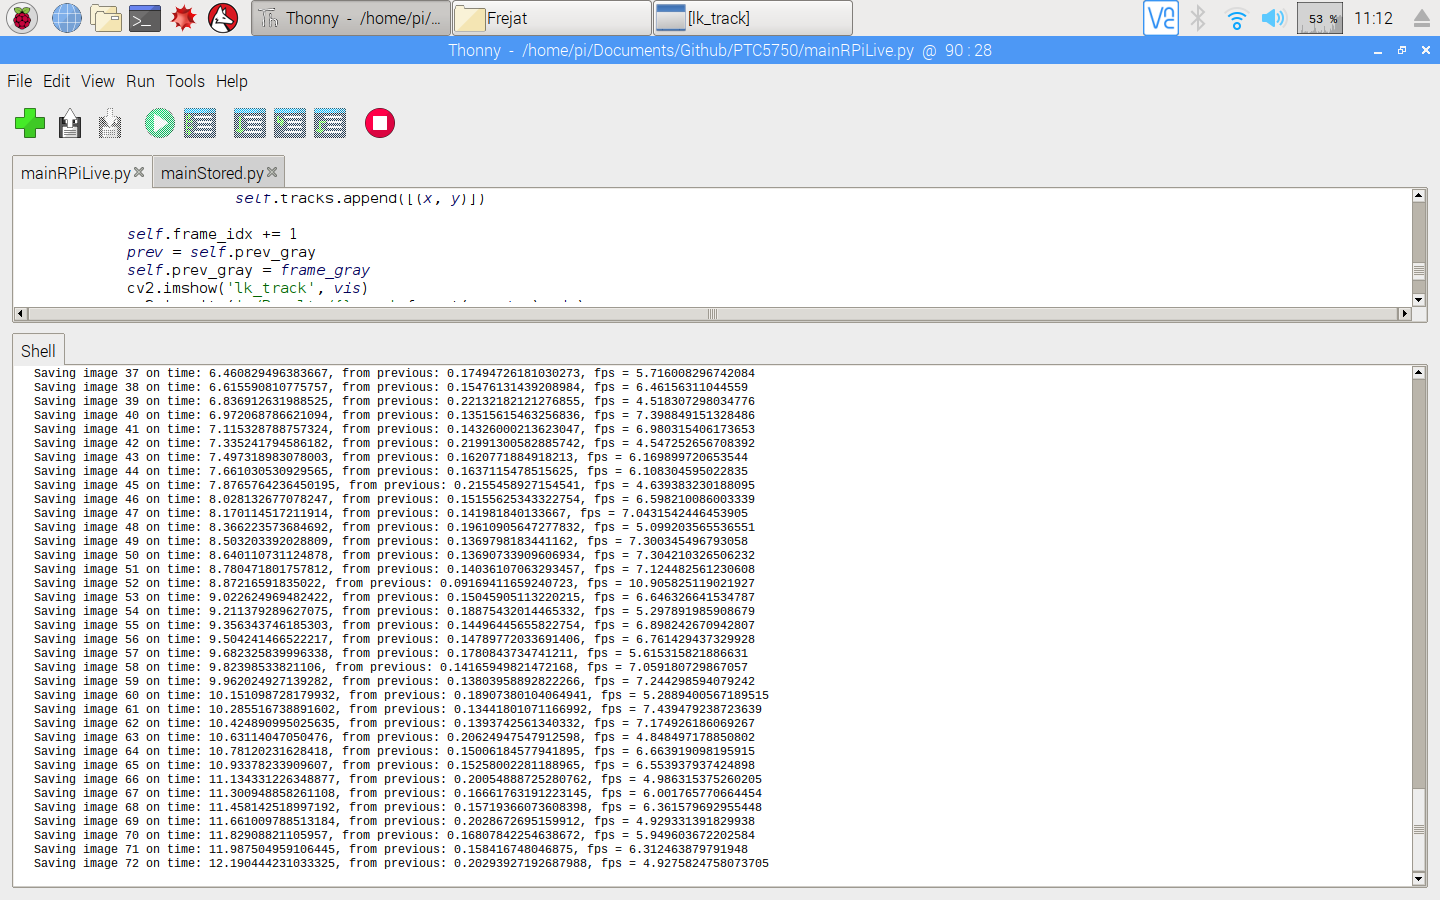 Thonny - /home/pi/...
Frejat
[lk_track]
53 %
11:12
Thonny - /home/pi/Documents/Github/PTC5750/mainRPiLive.py @ 90 : 28
File Edit View Run Tools Help
mainRPiLive.py
mainStored.py
self.tracks.append([(x, y)])
self.frame_idx += 1
prev = self.prev_gray
self.prev_gray = frame_gray
cv2.imshow('lk_track', vis)
Shell
Saving image 37 on time: 6.460829496383667, from previous: 0.17494726181030273, fps = 5.716008296742084
Saving image 38 on time: 6.615590810775757, from previous: 0.15476131439208984, fps = 6.46156311044559
Saving image 39 on time: 6.836912631988525, from previous: 0.22132182121276855, fps = 4.518307298034776
Saving image 40 on time: 6.972068786621094, from previous: 0.13515615463256836, fps = 7.398849151328486
Saving image 41 on time: 7.115328788757324, from previous: 0.14326000213623047, fps = 6.980315406173653
Saving image 42 on time: 7.335241794586182, from previous: 0.21991300582885742, fps = 4.547252656708392
Saving image 43 on time: 7.497318983078003, from previous: 0.1620771884918213, fps = 6.169899720653544
Saving image 44 on time: 7.661030530929565, from previous: 0.1637115478515625, fps = 6.108304595022835
Saving image 45 on time: 7.8765764236450195, from previous: 0.2155458927154541, fps = 4.639383230188095
Saving image 46 on time: 8.028132677078247, from previous: 0.15155625343322754, fps = 6.598210086003339
Saving image 47 on time: 8.170114517211914, from previous: 0.141981840133667, fps = 7.0431542446453905
Saving image 48 on time: 8.366223573684692, from previous: 0.19610905647277832, fps = 5.099203565536551
Saving image 49 on time: 8.503203392028809, from previous: 0.1369798183441162, fps = 7.300345496793058
Saving image 50 on time: 8.640110731124878, from previous: 0.13690733909606934, fps = 7.304210326506232
Saving image 51 on time: 8.780471801757812, from previous: 0.14036107063293457, fps = 7.124482561230608
Saving image 52 on time: 8.87216591835022, from previous: 0.09169411659240723, fps = 10.905825119021927
Saving image 53 on time: 9.022624969482422, from previous: 0.15045905113220215, fps = 6.646326641534787
Saving image 54 on time: 9.211379289627075, from previous: 0.18875432014465332, fps = 5.297891985908679
Saving image 55 on time: 9.356343746185303, from previous: 0.14496445655822754, fps = 6.898242670942807
Saving image 56 on time: 9.504241466522217, from previous: 0.14789772033691406, fps = 6.761429437329928
Saving image 57 on time: 9.682325839996338, from previous: 0.1780843734741211, fps = 5.615315821886631
Saving image 58 on time: 9.82398533821106, from previous: 0.14165949821472168, fps = 7.059180729867057
Saving image 59 on time: 9.962024927139282, from previous: 0.13803958892822266, fps = 7.244298594079242
Saving image 60 on time: 10.151098728179932, from previous: 0.18907380104064941, fps = 5.2889400567189515
Saving image 61 on time: 10.285516738891602, from previous: 0.13441801071166992, fps = 7.439479238723639
Saving image 62 on time: 10.424890995025635, from previous: 0.1393742561340332, fps = 7.174926186069267
Saving image 63 on time: 10.63114047050476, from previous: 0.20624947547912598, fps = 4.848497178850802
Saving image 64 on time: 10.78120231628418, from previous: 0.15006184577941895, fps = 6.663919098195915
Saving image 65 on time: 10.93378233909607, from previous: 0.15258002281188965, fps = 6.553937937424898
Saving image 66 on time: 11.134331226348877, from previous: 0.20054888725280762, fps = 4.986315375260205
Saving image 67 on time: 11.300948858261108, from previous: 0.16661763191223145, fps = 6.001765770664454
Saving image 68 on time: 11.458142518997192, from previous: 0.15719366073608398, fps = 6.361579692955448
Saving image 69 on time: 11.661009788513184, from previous: 0.2028672695159912, fps = 4.929331391829938
Saving image 70 on time: 11.82908821105957, from previous: 0.16807842254638672, fps = 5.949603672202584
Saving image 71 on time: 11.987504959106445, from previous: 0.158416748046875, fps = 6.312463879791948
Saving image 72 on time: 12.190444231033325, from previous: 0.20293927192687988, fps = 4.9275824758073705